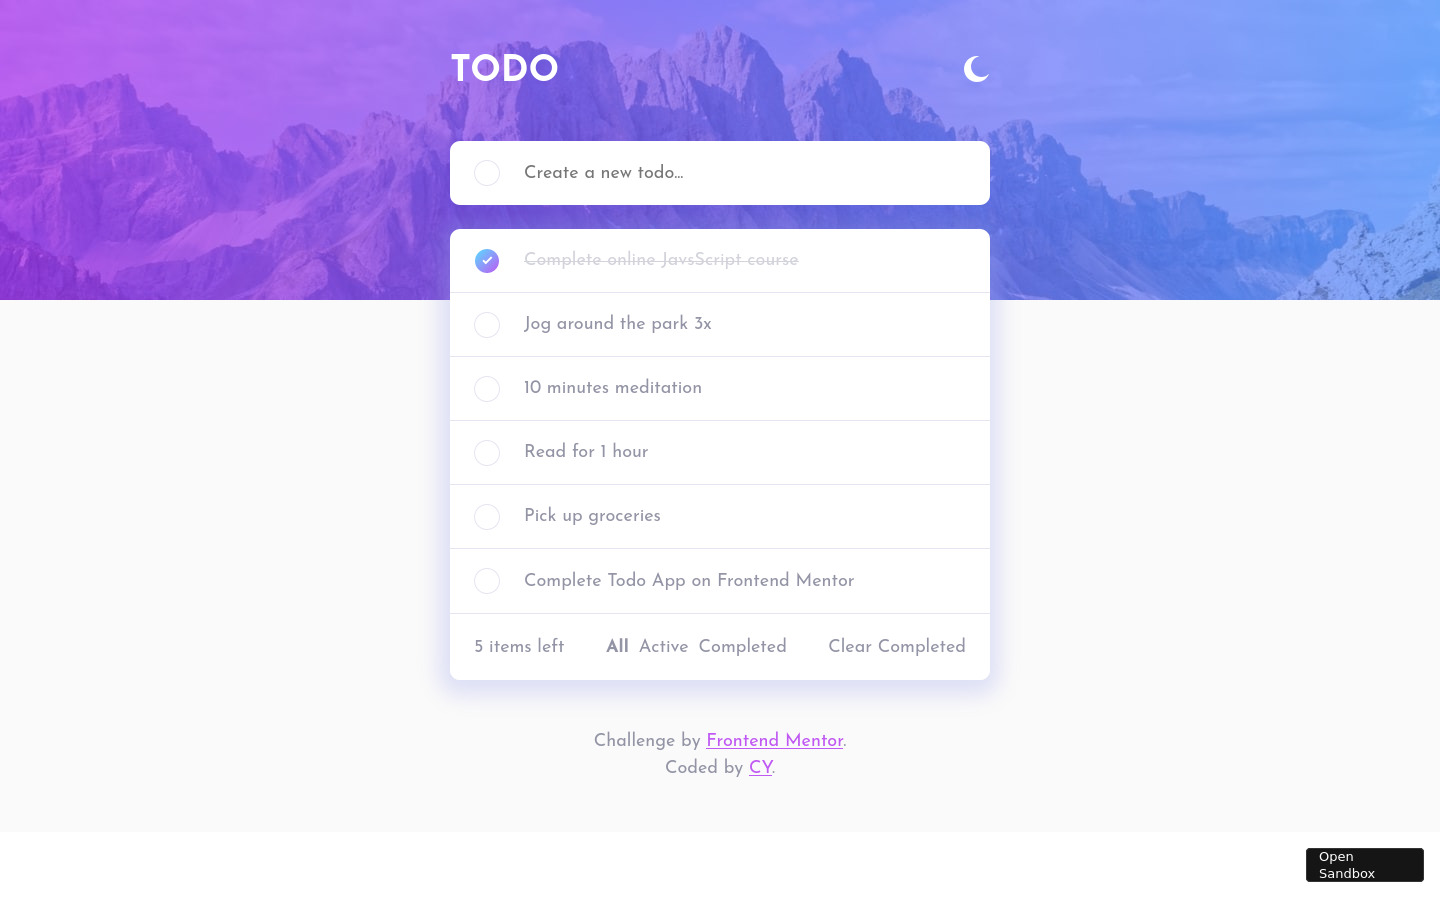 TODO
Create a new todo...
Complete online JavsScript course
Jog around the park 3x
10 minutes meditation
Read for 1 hour
Pick up groceries
Complete Todo App on Frontend Mentor
5 items left All Active Completed Clear Completed
Challenge by Frontend Mentor.
Coded by CY.
Open
Sandbox